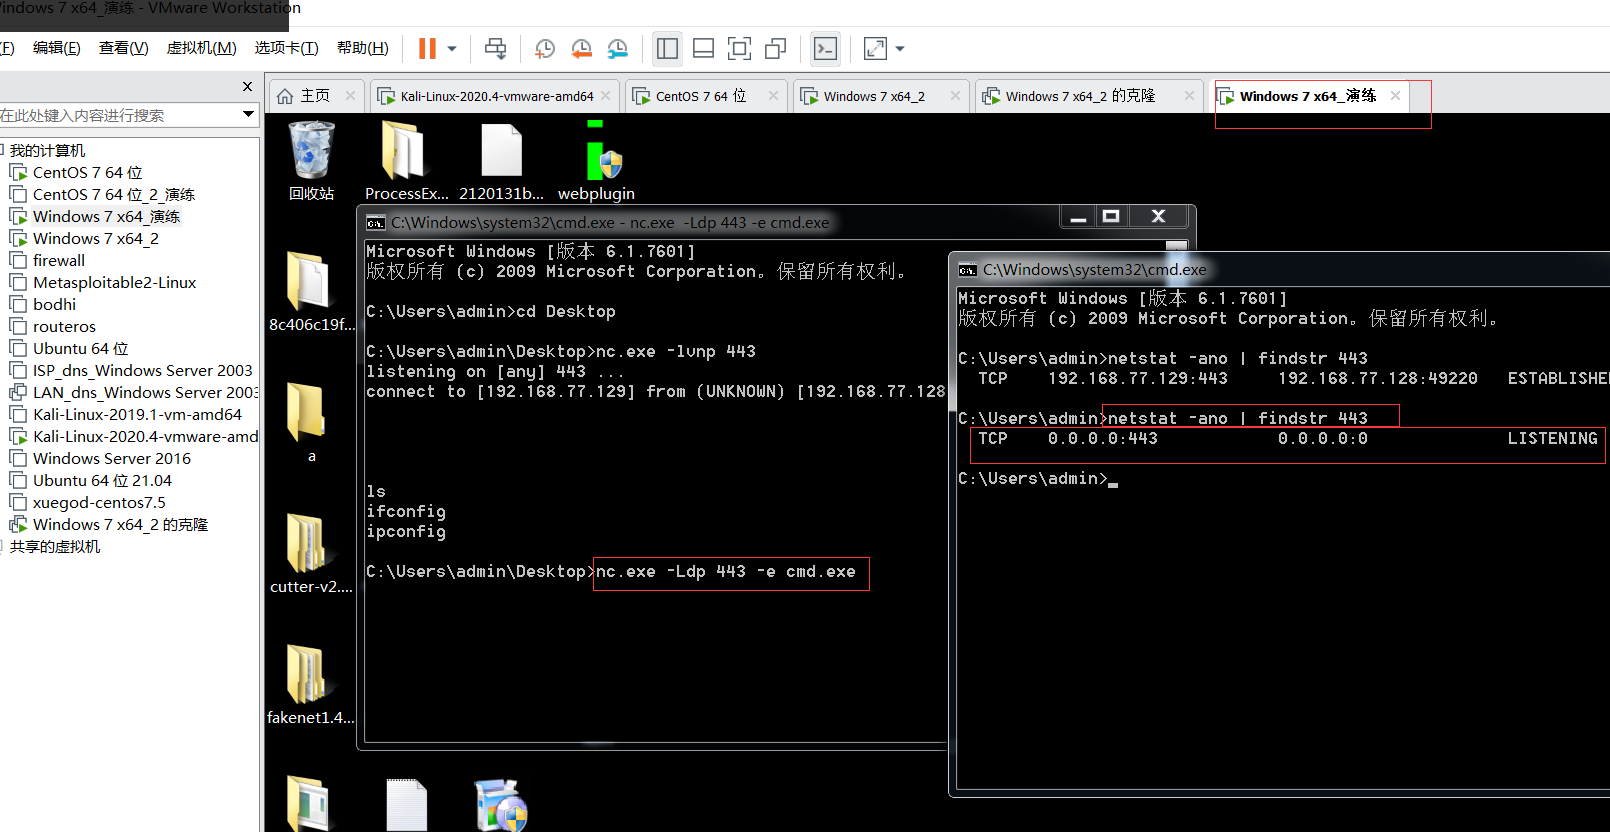 Windows 7 x64_演练 - VMware Workstation
(F) 编辑(E) 查看(V) 虚拟机(M) 选项卡(T) 帮助(H)
主页
Kali-Linux-2020.4-vmware-amd64
CentOS 7 64 位
Windows 7 x64_2
Windows 7 x64_2 的克隆
Windows 7 x64_演练
在此处键入内容进行搜索
我的计算机
CentOS 7 64 位
CentOS 7 64 位_2_演练
Windows 7 x64_演练
Windows 7 x64_2
firewall
Metasploitable2-Linux
bodhi
routeros
Ubuntu 64 位
ISP_dns_Windows Server 2003
LAN_dns_Windows Server 2003
Kali-Linux-2019.1-vm-amd64
Kali-Linux-2020.4-vmware-amd
Windows Server 2016
Ubuntu 64 位 21.04
xuegod-centos7.5
Windows 7 x64_2 的克隆
共享的虚拟机
回收站
ProcessEx...
2120131b...
webplugin
8c406c19f...
a
cutter-v2....
fakenet1.4...
C:\Windows\system32\cmd.exe - nc.exe -Ldp 443 -e cmd.exe
Microsoft Windows [版本 6.1.7601]
版权所有 (c) 2009 Microsoft Corporation。保留所有权利。
C:\Users\admin>cd Desktop
C:\Users\admin\Desktop>nc.exe -lvnp 443
listening on [any] 443 ...
connect to [192.168.77.129] from (UNKNOWN) [192.168.77.128
ls
ifconfig
ipconfig
C:\Users\admin\Desktop>nc.exe -Ldp 443 -e cmd.exe
C:\Windows\system32\cmd.exe
Microsoft Windows [版本 6.1.7601]
版权所有 (c) 2009 Microsoft Corporation。保留所有权利。
C:\Users\admin>netstat -ano | findstr 443
TCP 192.168.77.129:443 192.168.77.128:49220 ESTABLISHED
C:\Users\admin>netstat -ano | findstr 443
TCP 0.0.0.0:443 0.0.0.0:0 LISTENING
C:\Users\admin>